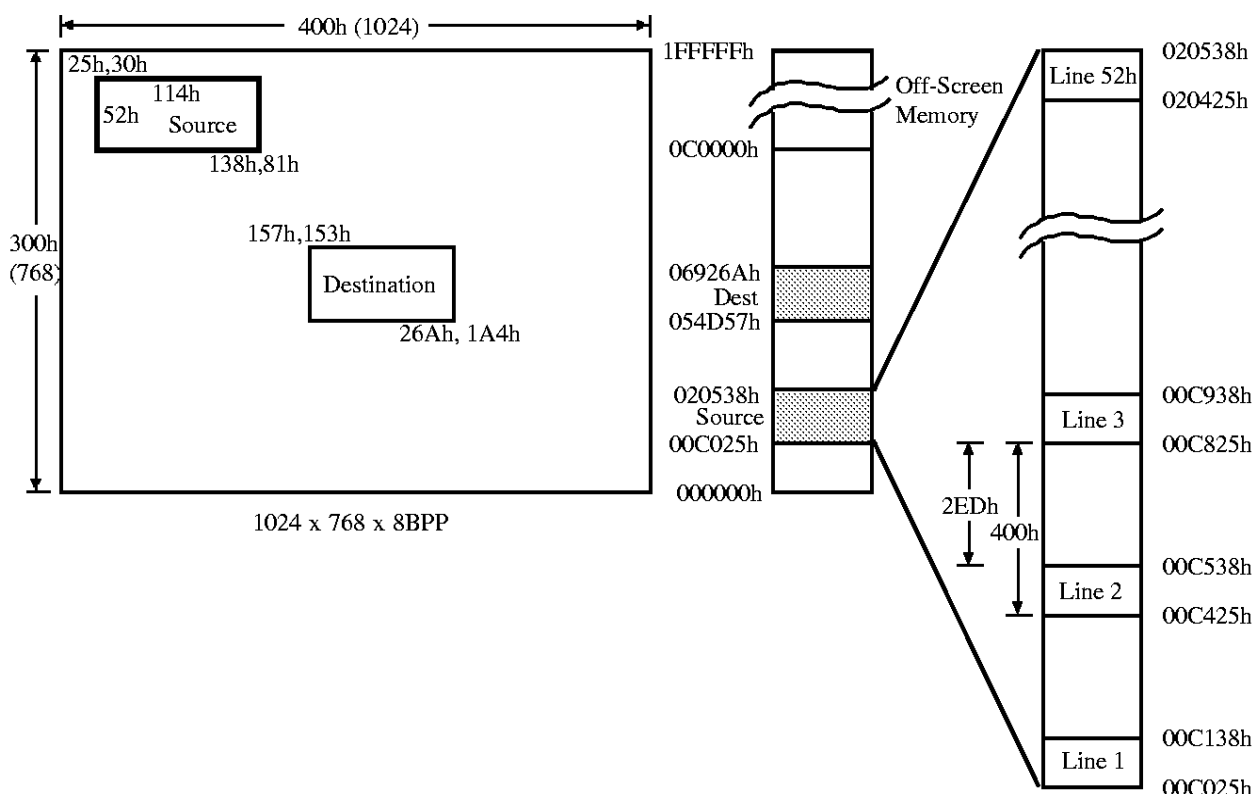 400h (1024)
25h,30h
114h
52h
Source
138h,81h
300h
(768)
157h,153h
Destination
26Ah, 1A4h
1024 x 768 x 8BPP
1FFFFFh
Off-Screen
Memory
0C0000h
06926Ah
Dest
054D57h
020538h
Source
00C025h
000000h
Line 52h
020538h
020425h
00C938h
Line 3
00C825h
2EDh
400h
00C538h
Line 2
00C425h
00C138h
Line 1
00C025h